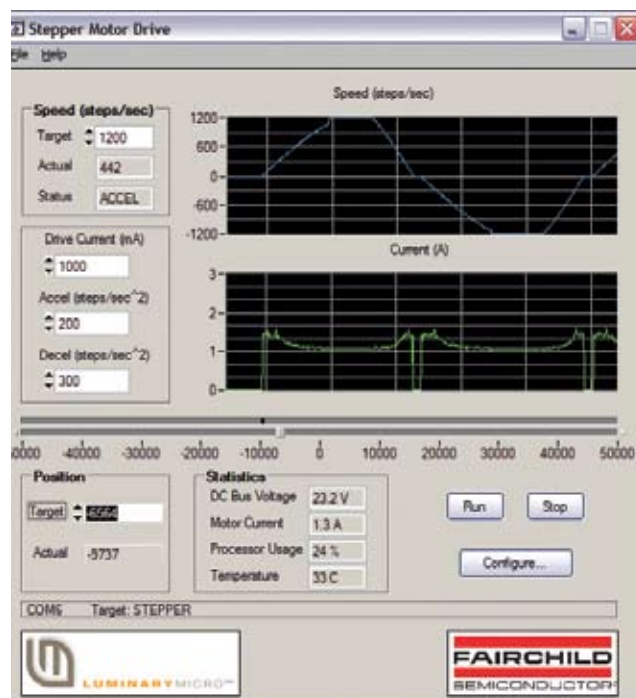 Stepper Motor Drive
File Help
Speed (steps/sec)
Target 1200
Actual 442
Status ACCEL
Drive Current (mA)
1000
Accel (steps/sec^2)
200
Decel (steps/sec^2)
300
Speed (steps/sec)
1200
600
0
-600
-1200
Current (A)
3
2
1
0
-40000 -30000 -20000 -10000 0 10000 20000 30000 40000 50000
Position
Target -6564
Actual -9737
Statistics
DC Bus Voltage 23.2 V
Motor Current 1.3 A
Processor Usage 24 %
Temperature 33 C
Run Stop
Configure...
COM6 Target: STEPPER
LUMINARY MICRO™
FAIRCHILD
SEMICONDUCTOR